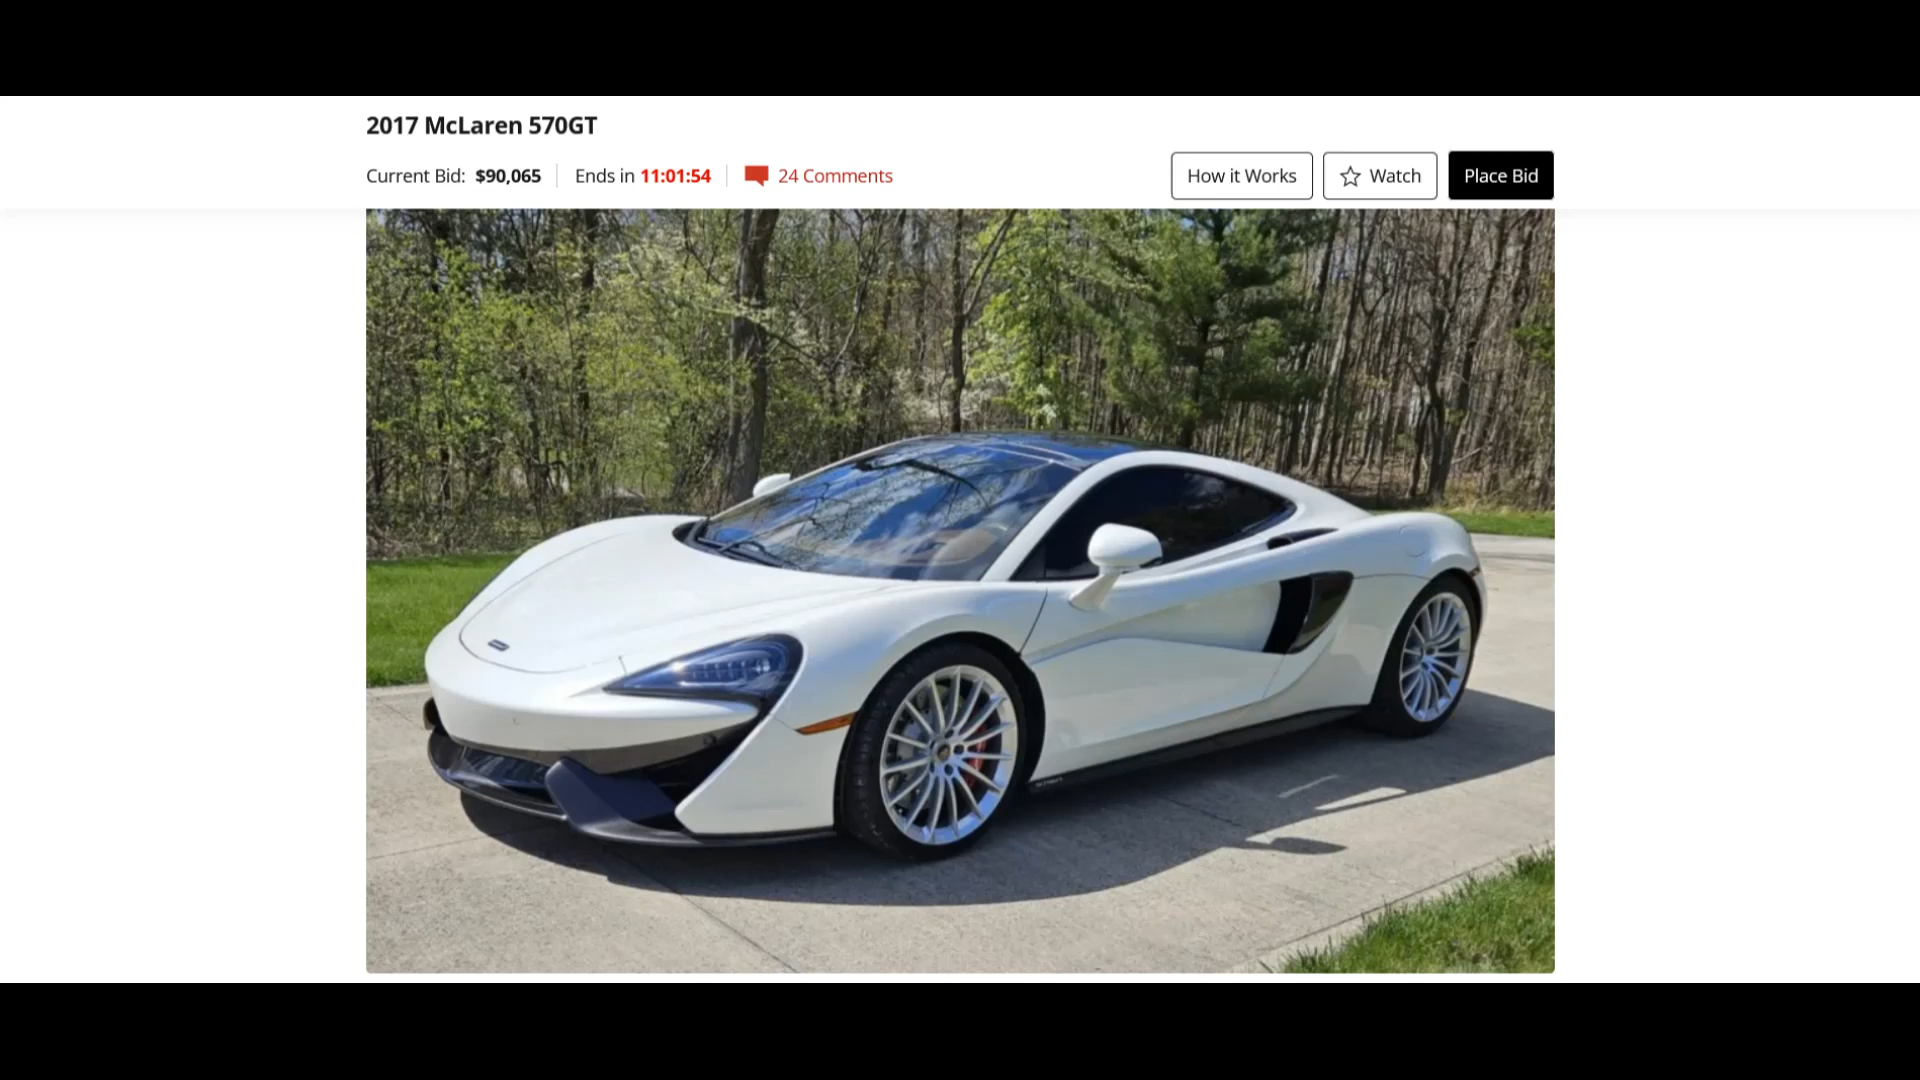 2017 McLaren 570GT
Current Bid: $90,065 Ends in 11:01:54 24 Comments How it Works Watch Place Bid